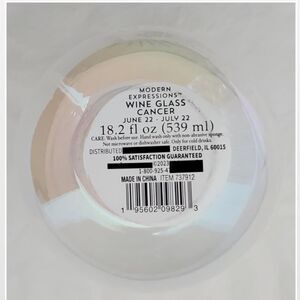 MODERN
EXPRESSIONS™
WINE GLASS
CANCER
JUNE 22 - JULY 22
18.2 fl oz (539 ml)
CARE. Wash before use. Hand wash only with non-abrasive sponge.
Not microwave or dishwasher safe. Only for cold drinks.
DISTRIBUTED DEERFIELD, IL 60015
100% SATISFACTION GUARANTEED
©2023
1-800-925-4
MADE IN CHINA ITEM 737912
1 95602 09829 3